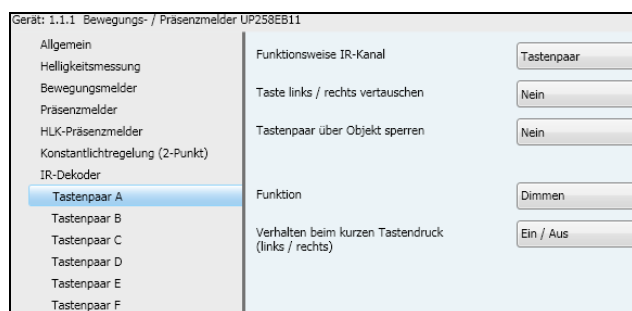 Gerät: 1.1.1 Bewegungs- / Präsenzmelder UP258EB11
Allgemein
Helligkeitsmessung
Bewegungsmelder
Präsenzmelder
HLK-Präsenzmelder
Konstantlichtregelung (2-Punkt)
IR-Dekoder
Tastenpaar A
Tastenpaar B
Tastenpaar C
Tastenpaar D
Tastenpaar E
Tastenpaar F
Funktionsweise IR-Kanal
Tastenpaar
Taste links / rechts vertauschen
Nein
Tastenpaar über Objekt sperren
Nein
Funktion
Dimmen
Verhalten beim kurzen Tastendruck
(links / rechts)
Ein / Aus